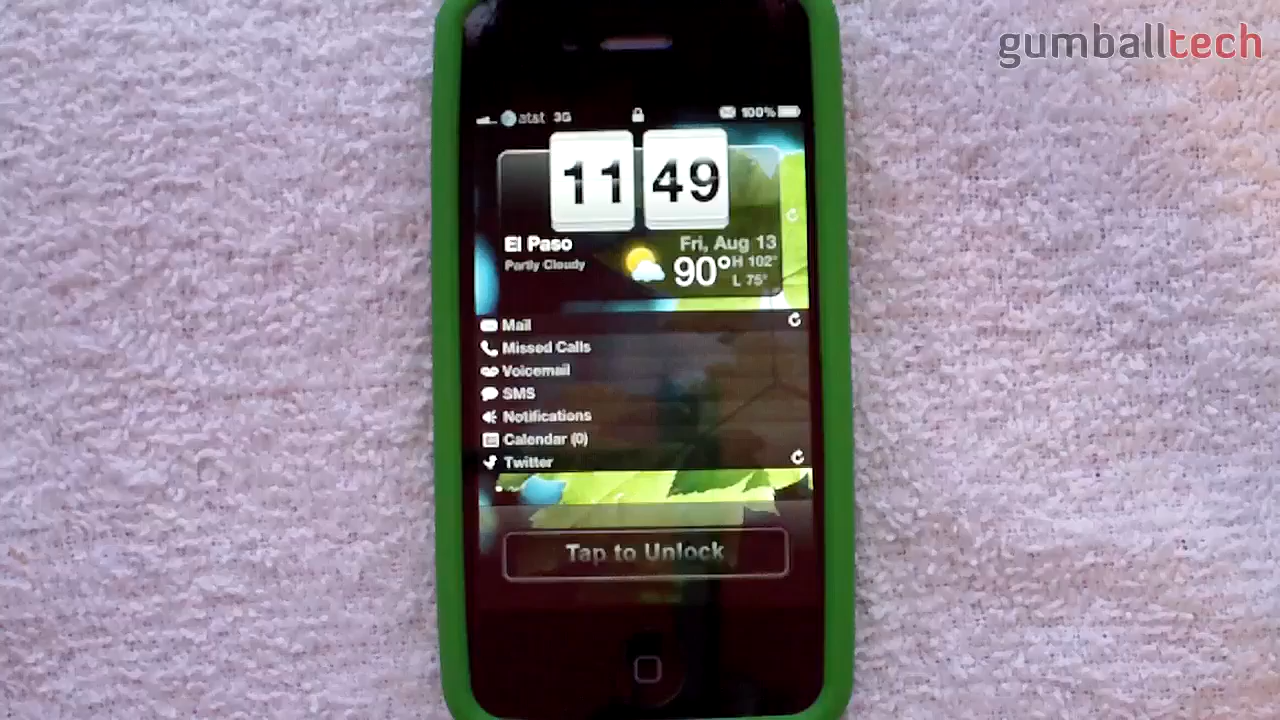 gumballtech
at&t 3G 100%
11 49
El Paso Fri, Aug 13
Partly Cloudy 90° H 102°
L 75°
Mail
Missed Calls
Voicemail
SMS
Notifications
Calendar (0)
Twitter
Tap to Unlock